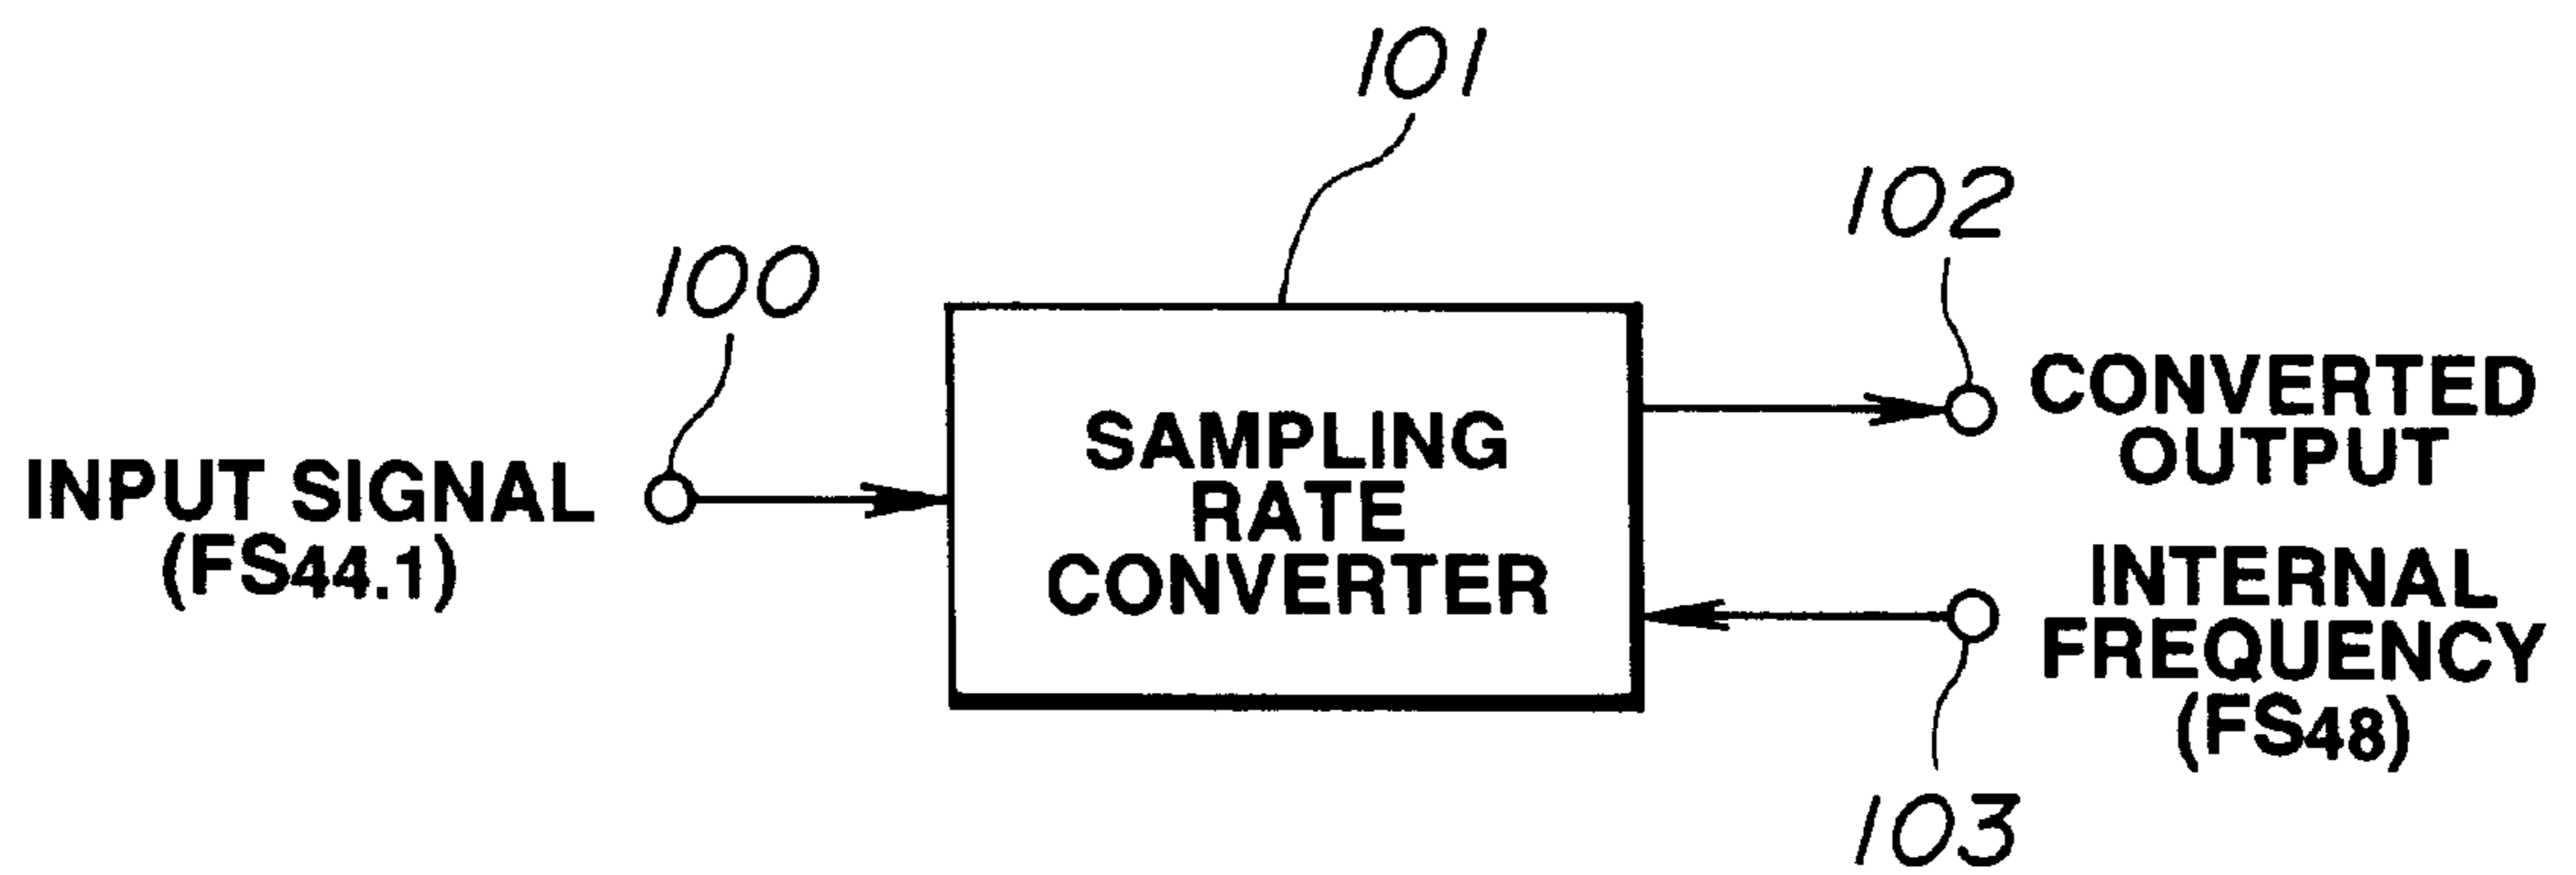 101
102
100
CONVERTED
OUTPUT
SAMPLING
RATE
CONVERTER
INPUT SIGNAL
(FS44.1)
INTERNAL
FREQUENCY
(FS48)
103